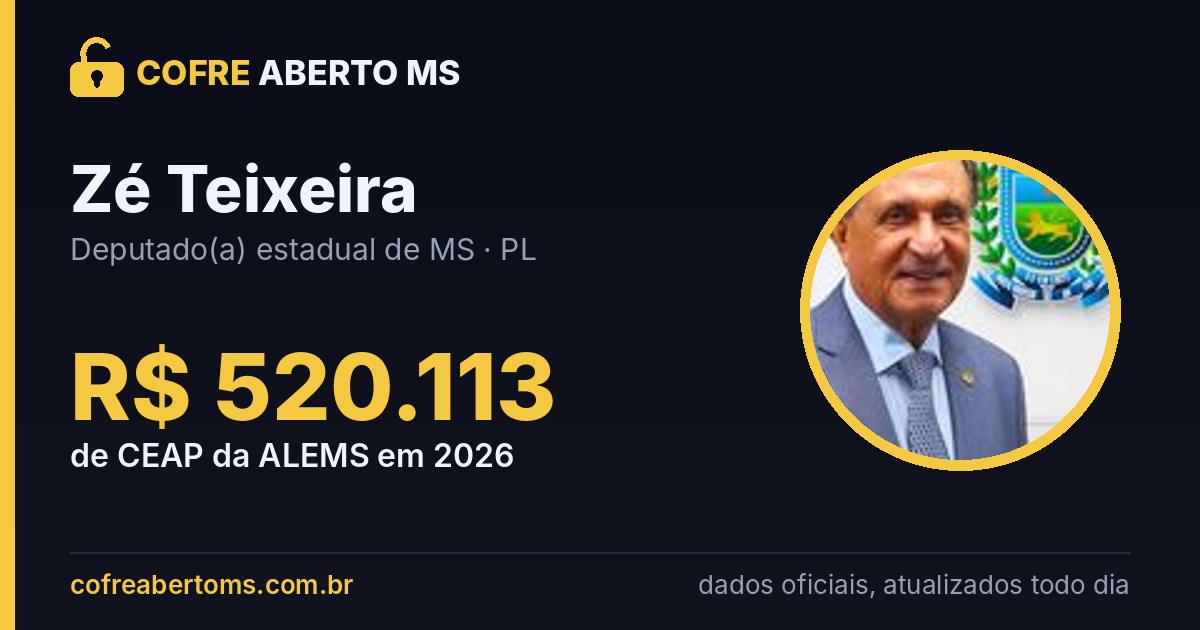 COFRE ABERTO MS
Zé Teixeira
Deputado(a) estadual de MS · PL
R$ 520.113
de CEAP da ALEMS em 2026
cofreabertoms.com.br
dados oficiais, atualizados todo dia